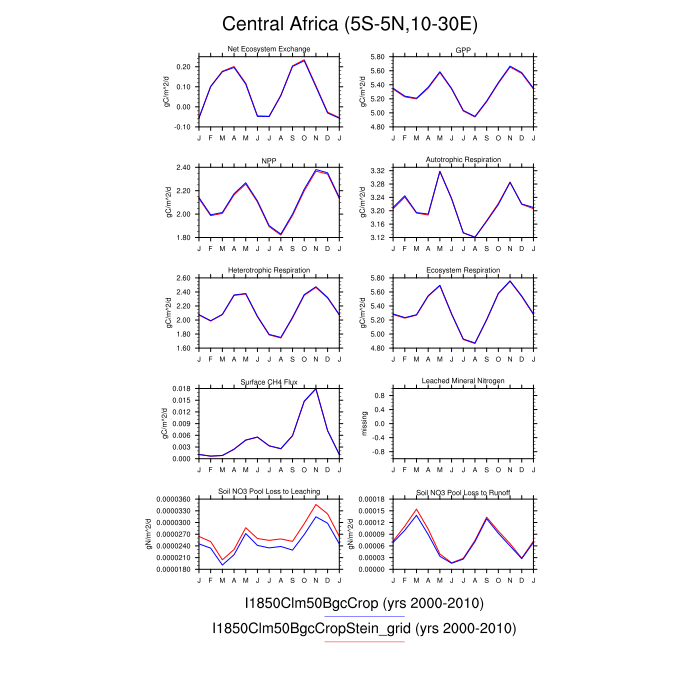 Central Africa (5S-5N,10-30E)
Net Ecosystem Exchange
GPP
gC/m^2/d
0.20
0.10
0.00
-0.10
J F M A M J J A S O N D J
gC/m^2/d
5.80
5.60
5.40
5.20
5.00
4.80
J F M A M J J A S O N D J
NPP
Autotrophic Respiration
gC/m^2/d
2.40
2.20
2.00
1.80
J F M A M J J A S O N D J
gC/m^2/d
3.32
3.28
3.24
3.20
3.16
3.12
J F M A M J J A S O N D J
Heterotrophic Respiration
Ecosystem Respiration
gC/m^2/d
2.60
2.40
2.20
2.00
1.80
1.60
J F M A M J J A S O N D J
gC/m^2/d
5.80
5.60
5.40
5.20
5.00
4.80
J F M A M J J A S O N D J
Surface CH4 Flux
Leached Mineral Nitrogen
gC/m^2/d
0.018
0.015
0.012
0.009
0.006
0.003
0.000
J F M A M J J A S O N D J
missing
0.8
0.4
-0.0
-0.4
-0.8
J F M A M J J A S O N D J
Soil NO3 Pool Loss to Leaching
Soil NO3 Pool Loss to Runoff
gN/m^2/d
0.0000360
0.0000330
0.0000300
0.0000270
0.0000240
0.0000210
0.0000180
J F M A M J J A S O N D J
gN/m^2/d
0.00018
0.00015
0.00012
0.00009
0.00006
0.00003
0.00000
J F M A M J J A S O N D J
I1850Clm50BgcCrop (yrs 2000-2010)
I1850Clm50BgcCropStein_grid (yrs 2000-2010)